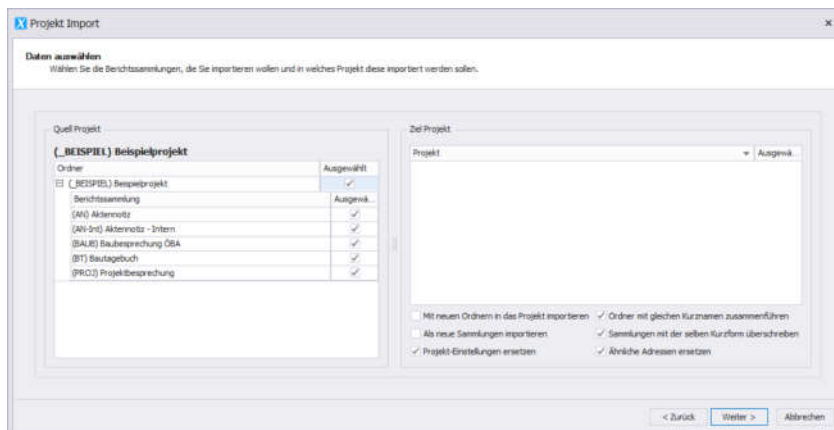 Projekt Import
Daten auswählen
Wählen Sie die Berichtssammlungen, die Sie importieren wollen und in welches Projekt diese importiert werden sollen.
Quell Projekt
(_BEISPIEL) Beispielprojekt
Ordner Ausgewählt
(_BEISPIEL) Beispielprojekt
Berichtssammlung Ausgewä...
(AN) Aktennotiz
(AN-Int) Aktennotiz - Intern
(BAUB) Baubesprechung ÖBA
(BT) Bautagebuch
(PROJ) Projektbesprechung
Ziel Projekt
Projekt Ausgewä...
Mit neuen Ordnern in das Projekt importieren Ordner mit gleichen Kurznamen zusammenführen
Als neue Sammlungen importieren Sammlungen mit der selben Kurzform überschreiben
Projekt-Einstellungen ersetzen Ähnliche Adressen ersetzen
< Zurück Weiter > Abbrechen